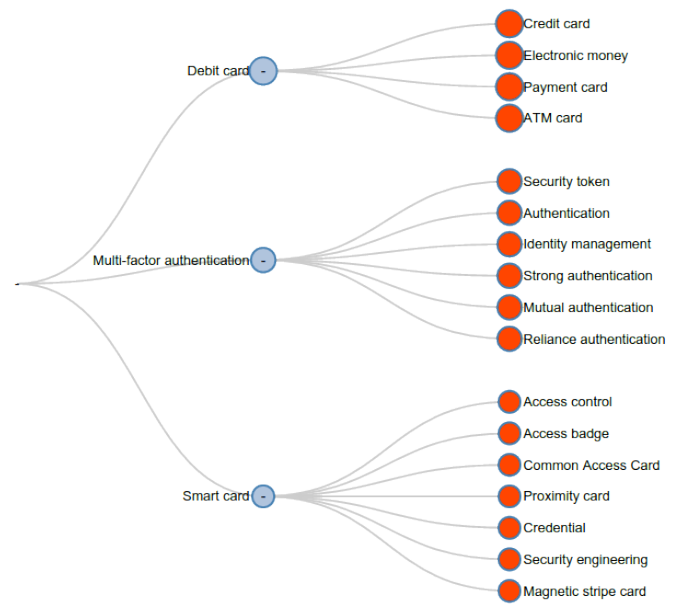 Debit card -
Credit card
Electronic money
Payment card
ATM card
Multi-factor authentication -
Security token
Authentication
Identity management
Strong authentication
Mutual authentication
Reliance authentication
Smart card -
Access control
Access badge
Common Access Card
Proximity card
Credential
Security engineering
Magnetic stripe card